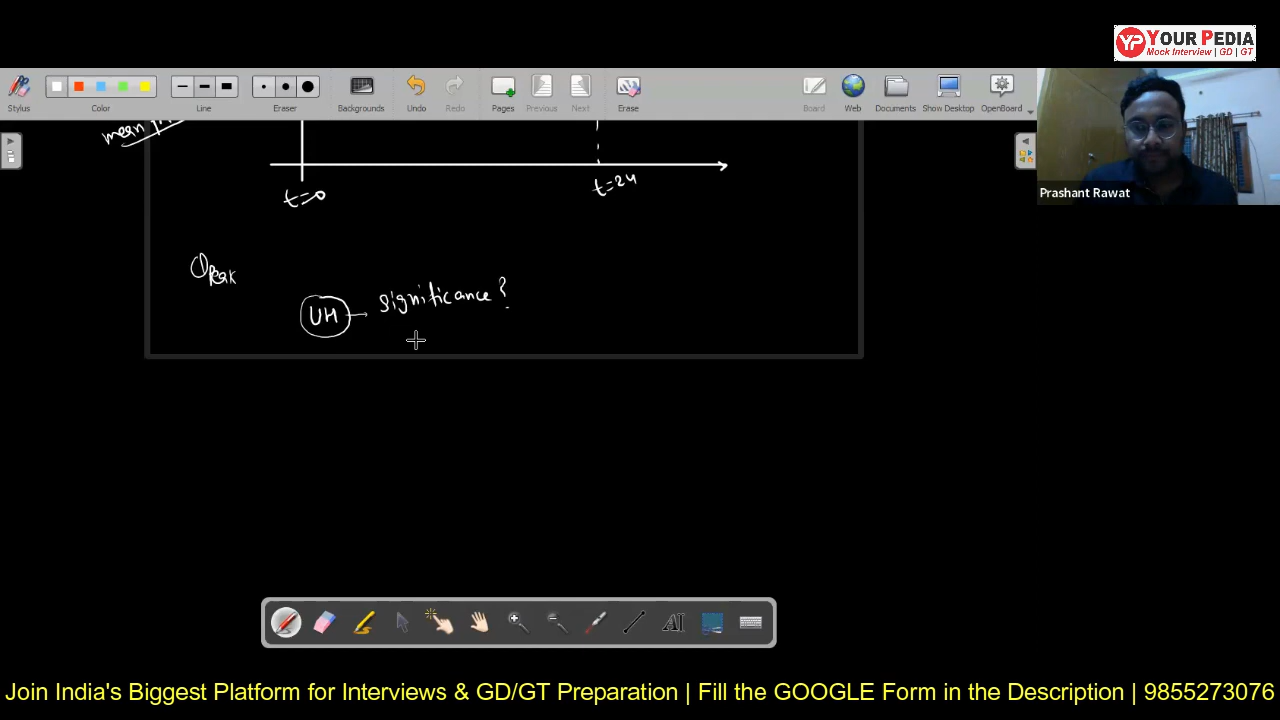 YP YOUR PEDIA
Mock Interview | GD | GT
Stylus Color Line Eraser Backgrounds Undo Redo Pages Previous Next Erase Board Web Documents Show Desktop OpenBoard
mean
t=0
t=24
Prashant Rawat
Qpeak
UH → significance?
AI
Join India's Biggest Platform for Interviews & GD/GT Preparation | Fill the GOOGLE Form in the Description | 9855273076